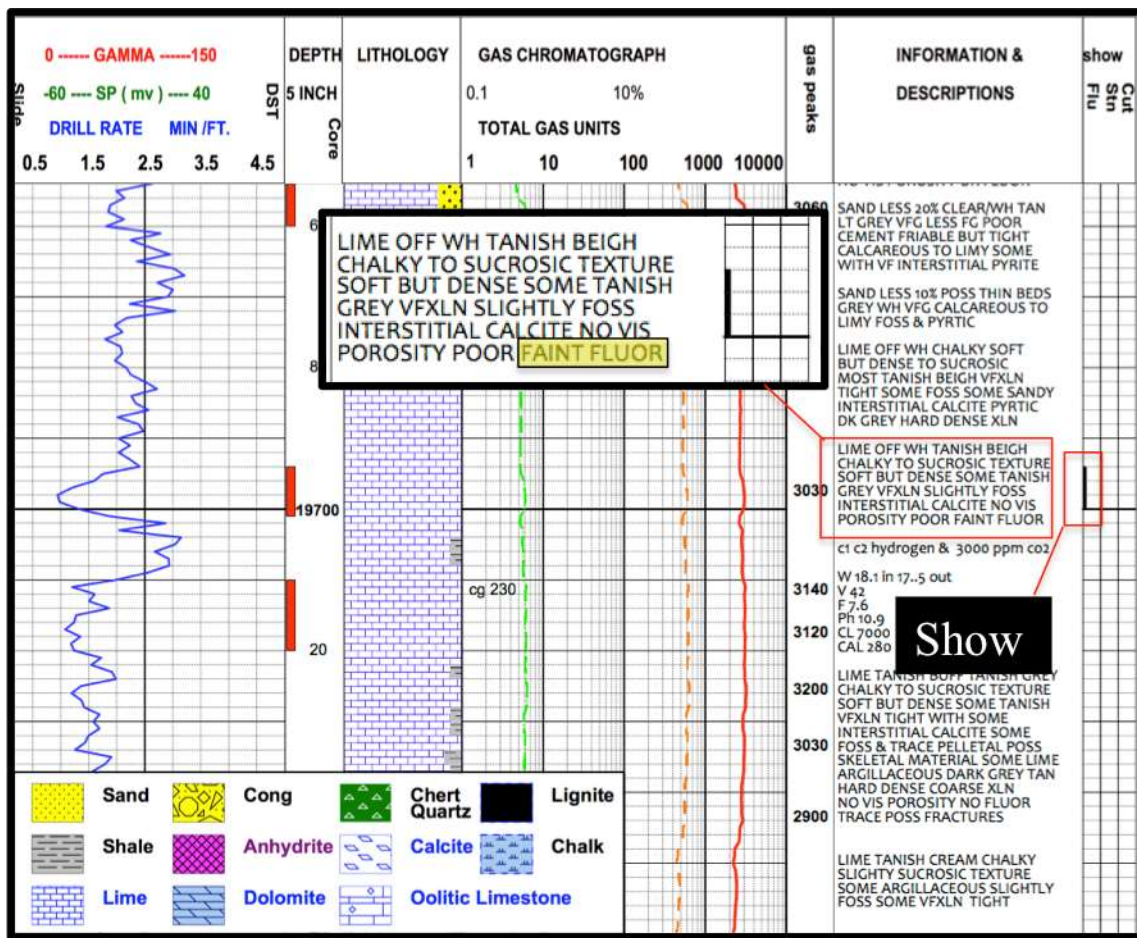 0 ------ GAMMA ------150
-60 ---- SP ( mv ) ---- 40
DRILL RATE MIN /FT.
0.5 1.5 2.5 3.5 4.5
Slide
DST
DEPTH
5 INCH
Core
LITHOLOGY
GAS CHROMATOGRAPH
0.1 10%
TOTAL GAS UNITS
1 10 100 1000 10000
gas peaks
INFORMATION &
DESCRIPTIONS
show
Flu
Stn
Cut
3060
SAND LESS 20% CLEAR/WH TAN
LT GREY VFG LESS FG POOR
CEMENT FRIABLE BUT TIGHT
CALCAREOUS TO LIMY SOME
WITH VF INTERSTITIAL PYRITE
SAND LESS 10% POSS THIN BEDS
GREY WH VFG CALCAREOUS TO
LIMY FOSS & PYRTIC
LIME OFF WH CHALKY SOFT
BUT DENSE TO SUCROSIC
MOST TANISH BEIGH VFXLN
TIGHT SOME FOSS SOME SANDY
INTERSTITIAL CALCITE PYRTIC
DK GREY HARD DENSE XLN
6
8
LIME OFF WH TANISH BEIGH
CHALKY TO SUCROSIC TEXTURE
SOFT BUT DENSE SOME TANISH
GREY VFXLN SLIGHTLY FOSS
INTERSTITIAL CALCITE NO VIS
POROSITY POOR FAINT FLUOR
LIME OFF WH TANISH BEIGH
CHALKY TO SUCROSIC TEXTURE
SOFT BUT DENSE SOME TANISH
GREY VFXLN SLIGHTLY FOSS
INTERSTITIAL CALCITE NO VIS
POROSITY POOR FAINT FLUOR
3030
19700
c1 c2 hydrogen & 3000 ppm co2
cg 230
3140
W 18.1 in 17..5 out
V 42
F 7.6
Ph 10.9
CL 7000
CAL 280
3120
20
Show
3200
LIME TANISH BUFF TANISH GREY
CHALKY TO SUCROSIC TEXTURE
SOFT BUT DENSE SOME TANISH
VFXLN TIGHT WITH SOME
INTERSTITIAL CALCITE SOME
FOSS & TRACE PELLETAL POSS
SKELETAL MATERIAL SOME LIME
ARGILLACEOUS DARK GREY TAN
HARD DENSE COARSE XLN
NO VIS POROSITY NO FLUOR
TRACE POSS FRACTURES
3030
2900
LIME TANISH CREAM CHALKY
SLIGHTY SUCROSIC TEXTURE
SOME ARGILLACEOUS SLIGHTLY
FOSS SOME VFXLN TIGHT
Sand
Cong
Chert
Quartz
Lignite
Shale
Anhydrite
Calcite
Chalk
Lime
Dolomite
Oolitic Limestone